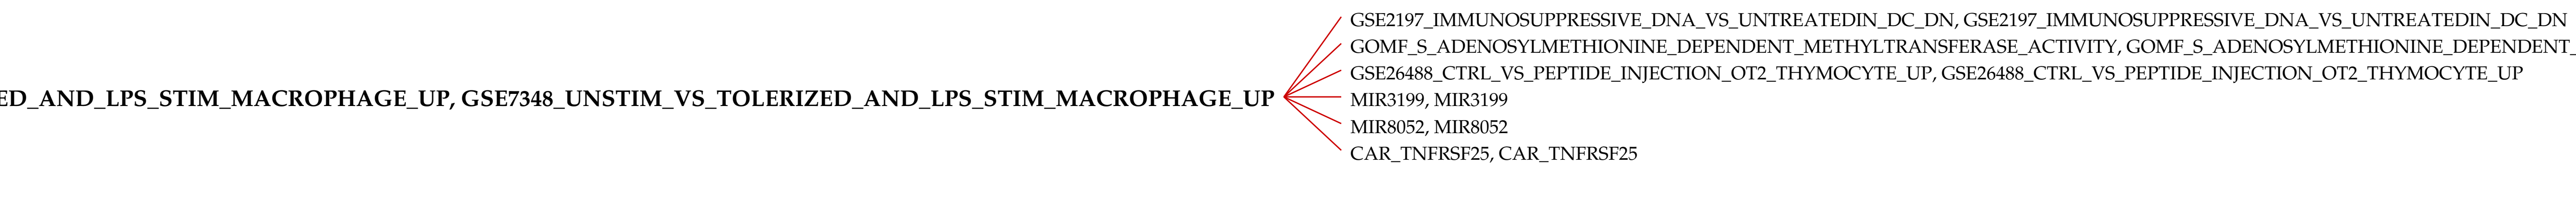 GSE2197_IMMUNOSUPPRESSIVE_DNA_VS_UNTREATEDIN_DC_DN, GSE2197_IMMUNOSUPPRESSIVE_DNA_VS_UNTREATEDIN_DC_DN
GOMF_S_ADENOSYLMETHIONINE_DEPENDENT_METHYLTRANSFERASE_ACTIVITY, GOMF_S_ADENOSYLMETHIONINE_DEPENDENT_
GSE26488_CTRL_VS_PEPTIDE_INJECTION_OT2_THYMOCYTE_UP, GSE26488_CTRL_VS_PEPTIDE_INJECTION_OT2_THYMOCYTE_UP
ED_AND_LPS_STIM_MACROPHAGE_UP, GSE7348_UNSTIM_VS_TOLERIZED_AND_LPS_STIM_MACROPHAGE_UP
MIR3199, MIR3199
MIR8052, MIR8052
CAR_TNFRSF25, CAR_TNFRSF25